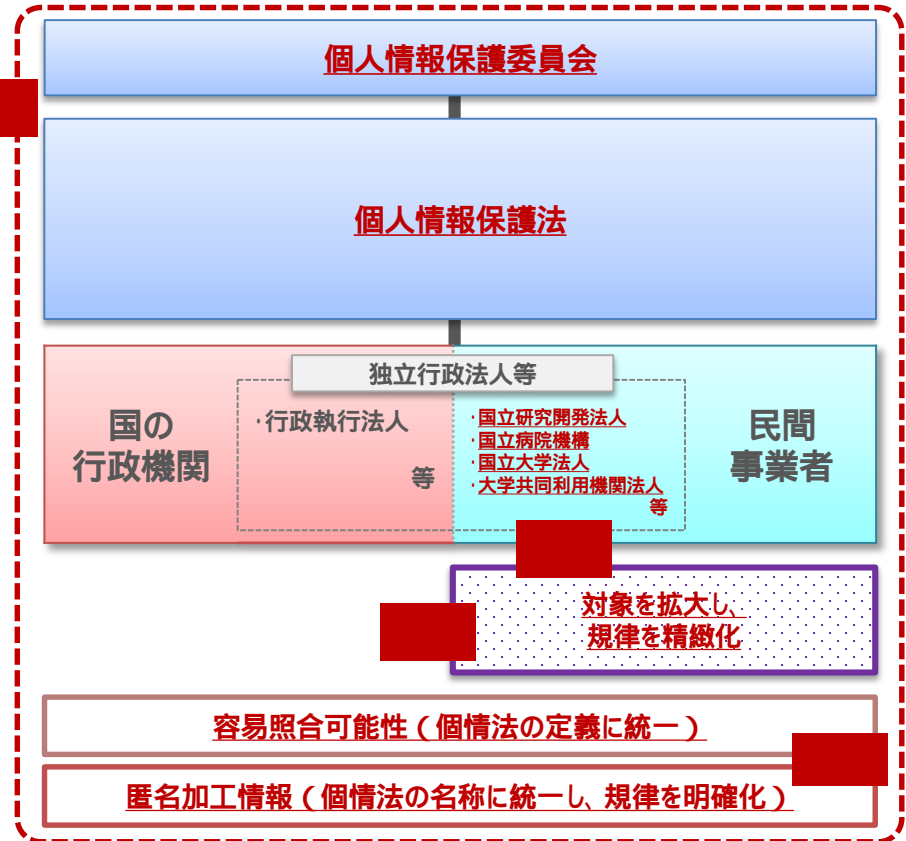 個人情報保護委員会
個人情報保護法
独立行政法人等
国の
行政機関
・行政執行法人
等
・国立研究開発法人
・国立病院機構
・国立大学法人
・大学共同利用機関法人
等
民間
事業者
対象を拡大し、
規律を精緻化
容易照合可能性（個情法の定義に統一）
匿名加工情報（個情法の名称に統一し、規律を明確化）